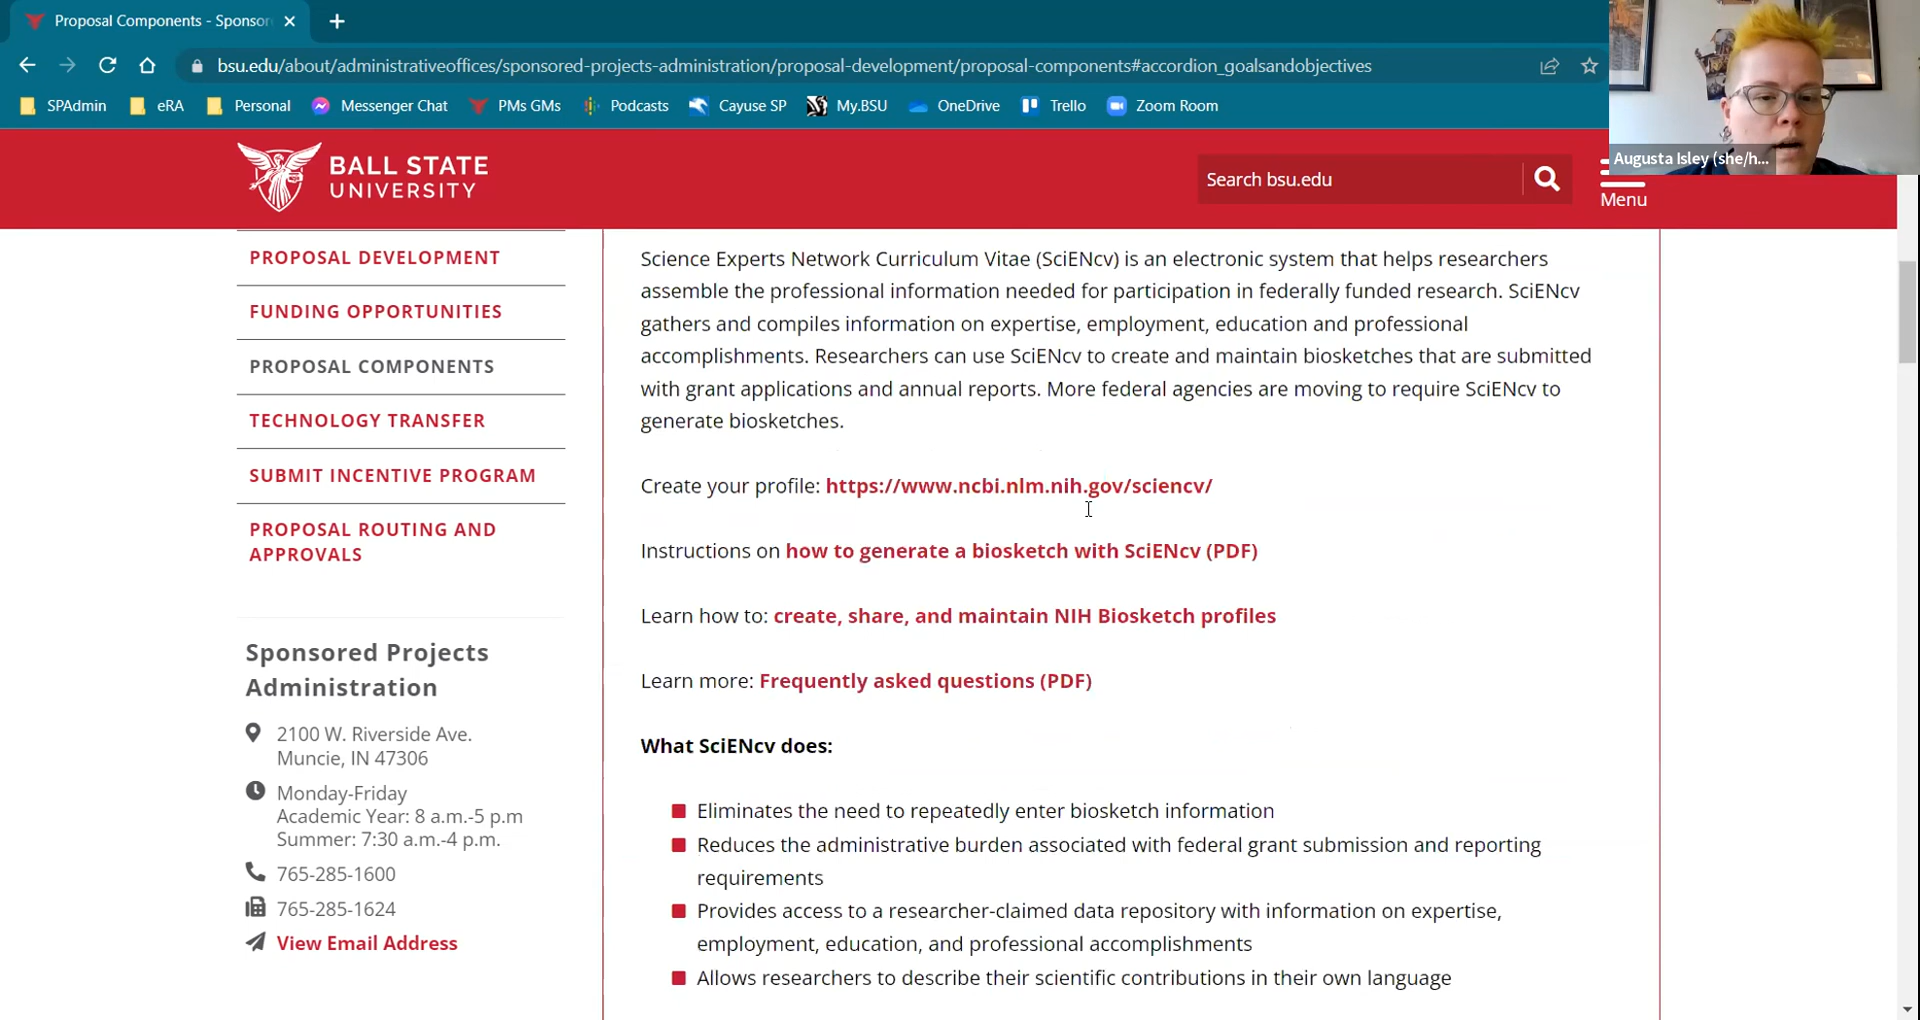 Proposal Components - Sponsor
bsu.edu/about/administrativeoffices/sponsored-projects-administration/proposal-development/proposal-components#accordion_goalsandobjectives
SPAdmin eRA Personal Messenger Chat PMs GMs Podcasts Cayuse SP My.BSU OneDrive Trello Zoom Room
Augusta Isley (she/h...
BALL STATE
UNIVERSITY
Search bsu.edu
Menu
PROPOSAL DEVELOPMENT
FUNDING OPPORTUNITIES
PROPOSAL COMPONENTS
TECHNOLOGY TRANSFER
SUBMIT INCENTIVE PROGRAM
PROPOSAL ROUTING AND
APPROVALS
Sponsored Projects
Administration
2100 W. Riverside Ave.
Muncie, IN 47306
Monday-Friday
Academic Year: 8 a.m.-5 p.m
Summer: 7:30 a.m.-4 p.m.
765-285-1600
765-285-1624
View Email Address
Science Experts Network Curriculum Vitae (SciENcv) is an electronic system that helps researchers
assemble the professional information needed for participation in federally funded research. SciENcv
gathers and compiles information on expertise, employment, education and professional
accomplishments. Researchers can use SciENcv to create and maintain biosketches that are submitted
with grant applications and annual reports. More federal agencies are moving to require SciENcv to
generate biosketches.
Create your profile: https://www.ncbi.nlm.nih.gov/sciencv/
Instructions on how to generate a biosketch with SciENcv (PDF)
Learn how to: create, share, and maintain NIH Biosketch profiles
Learn more: Frequently asked questions (PDF)
What SciENcv does:
Eliminates the need to repeatedly enter biosketch information
Reduces the administrative burden associated with federal grant submission and reporting
requirements
Provides access to a researcher-claimed data repository with information on expertise,
employment, education, and professional accomplishments
Allows researchers to describe their scientific contributions in their own language